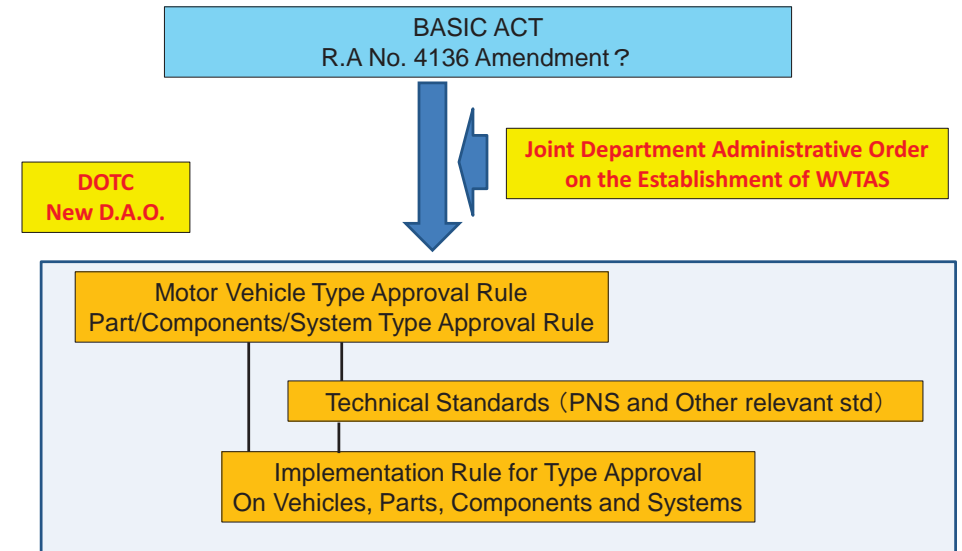 BASIC ACT
R.A No. 4136 Amendment？
Joint Department Administrative Order
on the Establishment of WVTAS
DOTC
New D.A.O.
Motor Vehicle Type Approval Rule
Part/Components/System Type Approval Rule
Technical Standards（PNS and Other relevant std）
Implementation Rule for Type Approval
On Vehicles, Parts, Components and Systems